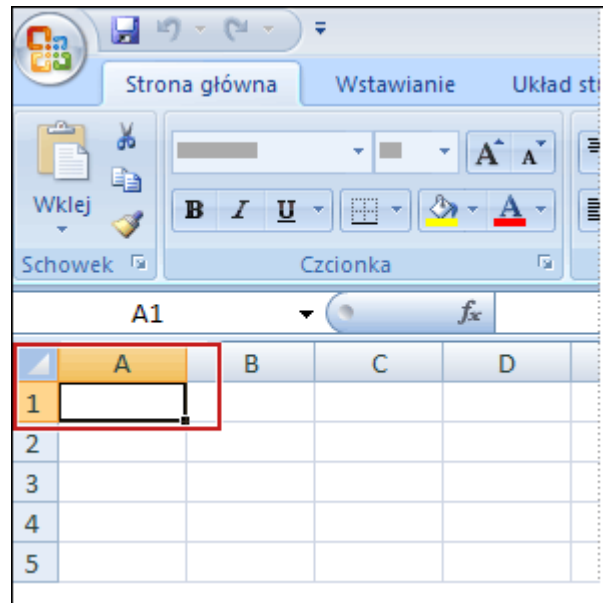 Strona główna Wstawianie Układ st
A A
Wklej
B I U A
Schowek Czcionka
A1 fx
A B C D
1
2
3
4
5